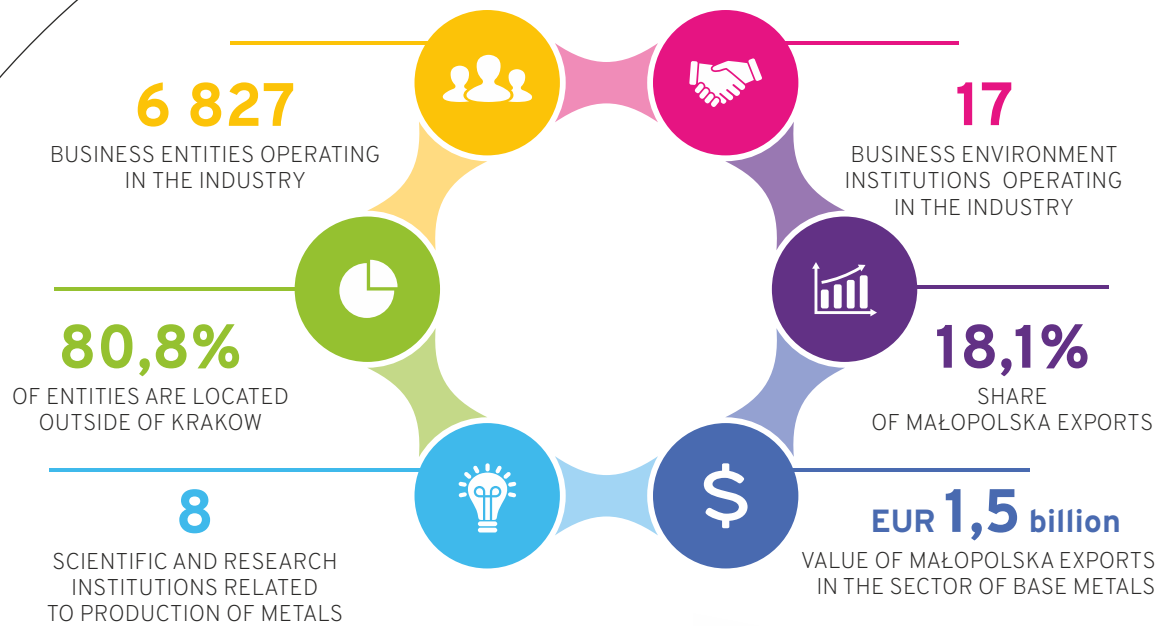 6 827
BUSINESS ENTITIES OPERATING
IN THE INDUSTRY
17
BUSINESS ENVIRONMENT
INSTITUTIONS OPERATING
IN THE INDUSTRY
80,8%
OF ENTITIES ARE LOCATED
OUTSIDE OF KRAKOW
18,1%
SHARE
OF MAŁOPOLSKA EXPORTS
8
SCIENTIFIC AND RESEARCH
INSTITUTIONS RELATED
TO PRODUCTION OF METALS
$
EUR 1,5 billion
VALUE OF MAŁOPOLSKA EXPORTS
IN THE SECTOR OF BASE METALS